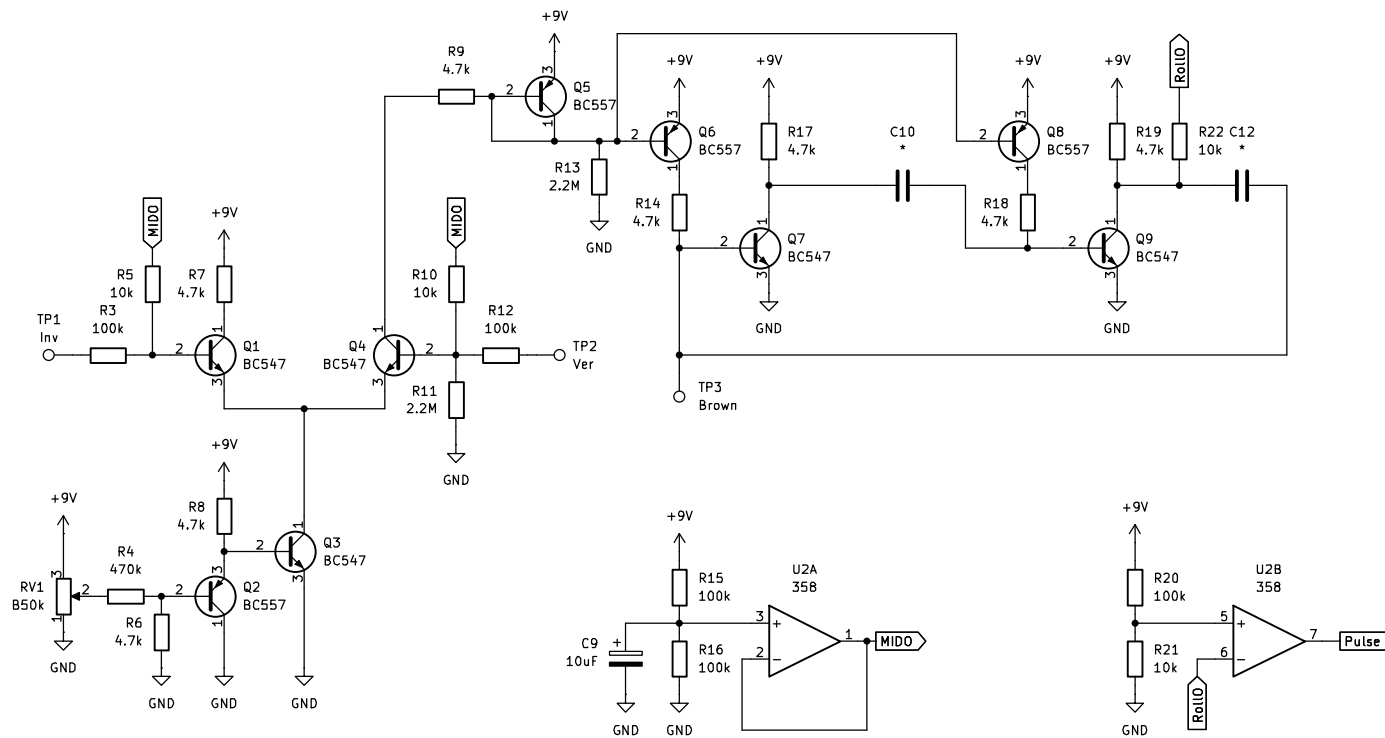 +9V
R9
4.7k
3
2
1
Q5
BC557
+9V
3
2
1
Q6
BC557
R13
2.2M
GND
R14
4.7k
+9V
R17
4.7k
1
2
3
Q7
BC547
GND
C10
*
+9V
3
2
1
Q8
BC557
R18
4.7k
+9V
R19
4.7k
RollO
R22
10k
C12
*
1
2
3
Q9
BC547
GND
TP3
Brown
MIDO
R5
10k
+9V
R7
4.7k
R3
100k
TP1
Inv
1
2
3
Q1
BC547
MIDO
R10
10k
R12
100k
TP2
Ver
1
2
3
Q4
BC547
R11
2.2M
GND
+9V
R8
4.7k
1
2
3
Q3
BC547
+9V
RV1
B50k
3
2
1
R4
470k
R6
4.7k
2
3
1
Q2
BC557
GND
GND
GND
GND
+9V
R15
100k
R16
100k
C9
10uF
+
GND
GND
U2A
358
3
+
2
-
1
MIDO
+9V
R20
100k
R21
10k
GND
RollO
U2B
358
5
+
6
-
7
Pulse